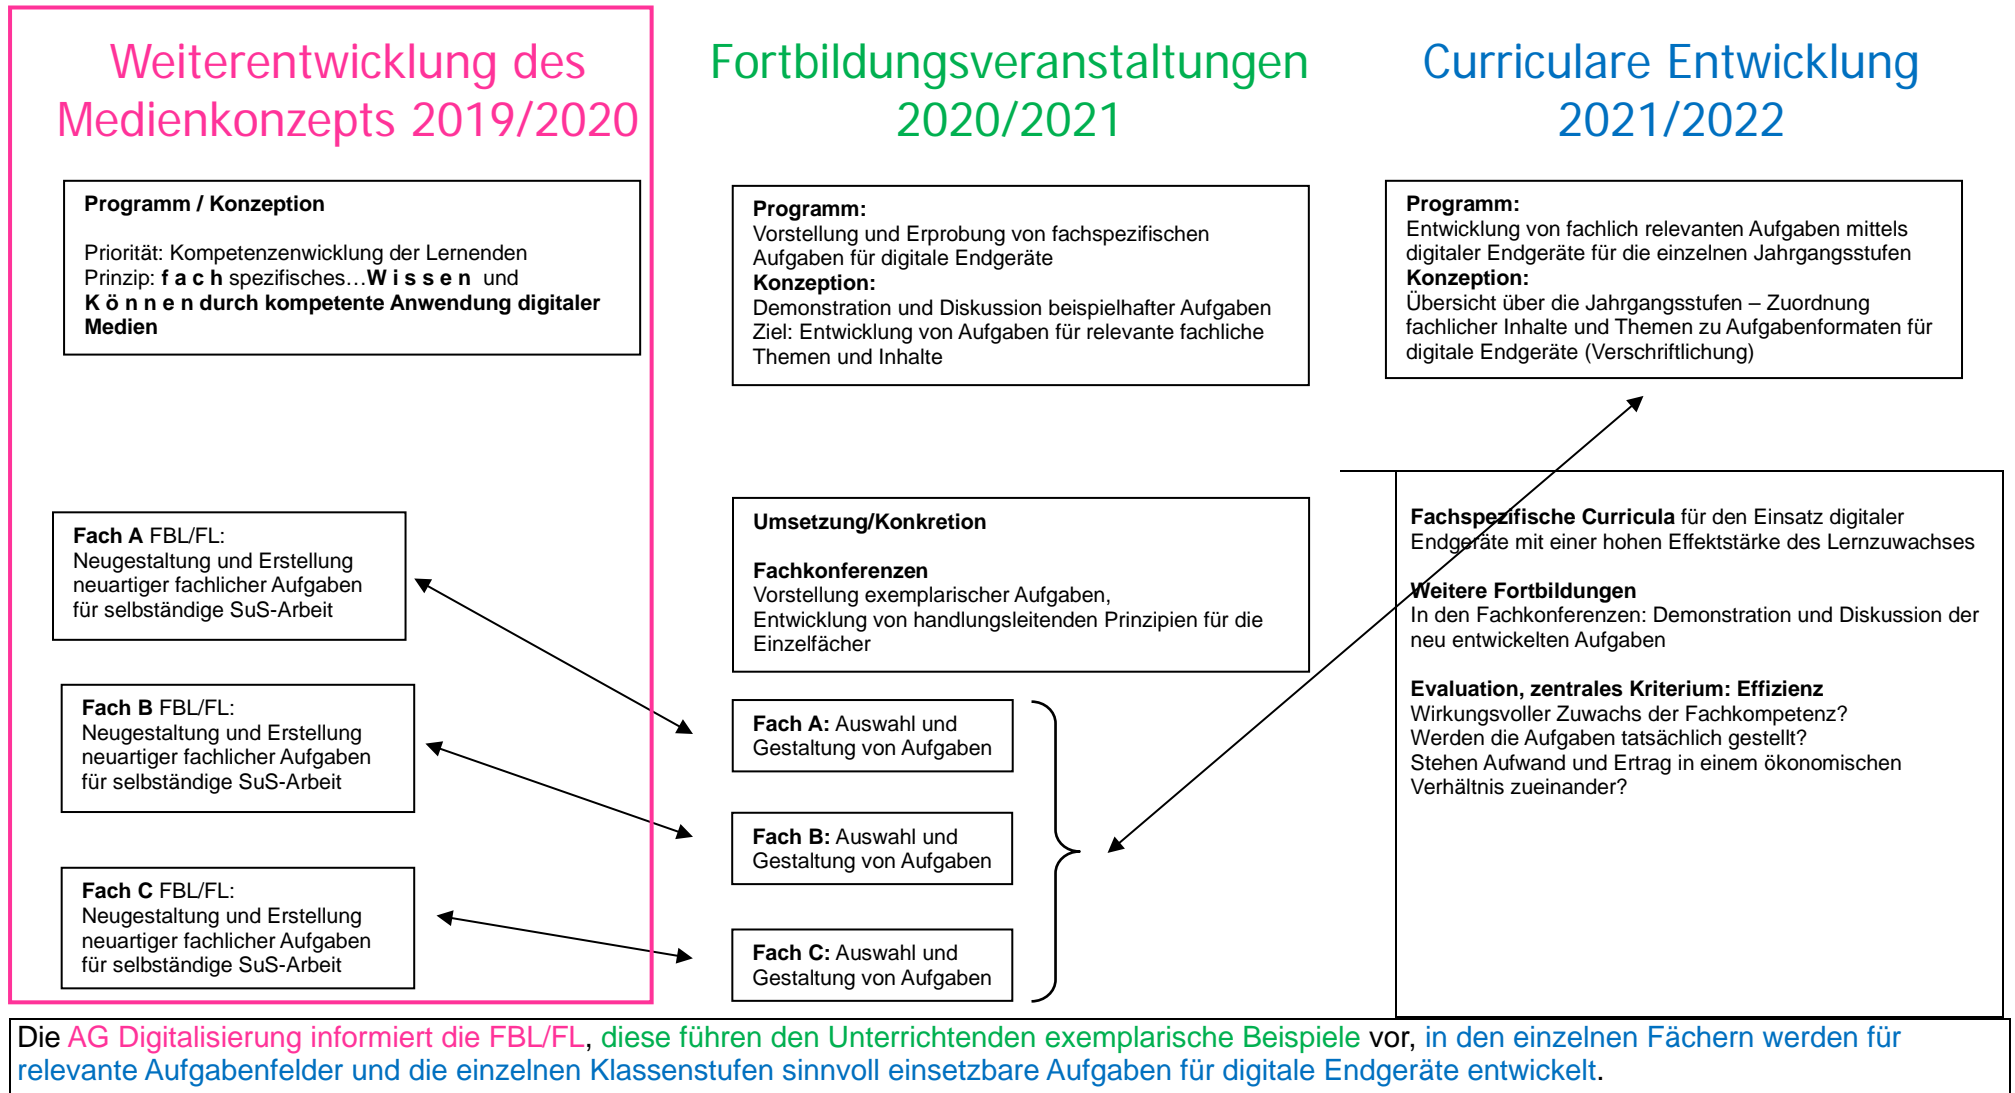 Weiterentwicklung des
Medienkonzepts 2019/2020
Programm / Konzeption
Priorität: Kompetenzenwicklung der Lernenden
Prinzip: f a c h spezifisches…W i s s e n und
K ö n n e n durch kompetente Anwendung digitaler
Medien
Fach A FBL/FL:
Neugestaltung und Erstellung
neuartiger fachlicher Aufgaben
für selbständige SuS-Arbeit
Fach B FBL/FL:
Neugestaltung und Erstellung
neuartiger fachlicher Aufgaben
für selbständige SuS-Arbeit
Fach C FBL/FL:
Neugestaltung und Erstellung
neuartiger fachlicher Aufgaben
für selbständige SuS-Arbeit
Fortbildungsveranstaltungen
2020/2021
Programm:
Vorstellung und Erprobung von fachspezifischen
Aufgaben für digitale Endgeräte
Konzeption:
Demonstration und Diskussion beispielhafter Aufgaben
Ziel: Entwicklung von Aufgaben für relevante fachliche
Themen und Inhalte
Umsetzung/Konkretion
Fachkonferenzen
Vorstellung exemplarischer Aufgaben,
Entwicklung von handlungsleitenden Prinzipien für die
Einzelfächer
Fach A: Auswahl und
Gestaltung von Aufgaben
Fach B: Auswahl und
Gestaltung von Aufgaben
Fach C: Auswahl und
Gestaltung von Aufgaben
Curriculare Entwicklung
2021/2022
Programm:
Entwicklung von fachlich relevanten Aufgaben mittels
digitaler Endgeräte für die einzelnen Jahrgangsstufen
Konzeption:
Übersicht über die Jahrgangsstufen – Zuordnung
fachlicher Inhalte und Themen zu Aufgabenformaten für
digitale Endgeräte (Verschriftlichung)
Fachspezifische Curricula für den Einsatz digitaler
Endgeräte mit einer hohen Effektstärke des Lernzuwachses
Weitere Fortbildungen
In den Fachkonferenzen: Demonstration und Diskussion der
neu entwickelten Aufgaben
Evaluation, zentrales Kriterium: Effizienz
Wirkungsvoller Zuwachs der Fachkompetenz?
Werden die Aufgaben tatsächlich gestellt?
Stehen Aufwand und Ertrag in einem ökonomischen
Verhältnis zueinander?
Die AG Digitalisierung informiert die FBL/FL, diese führen den Unterrichtenden exemplarische Beispiele vor, in den einzelnen Fächern werden für
relevante Aufgabenfelder und die einzelnen Klassenstufen sinnvoll einsetzbare Aufgaben für digitale Endgeräte entwickelt.